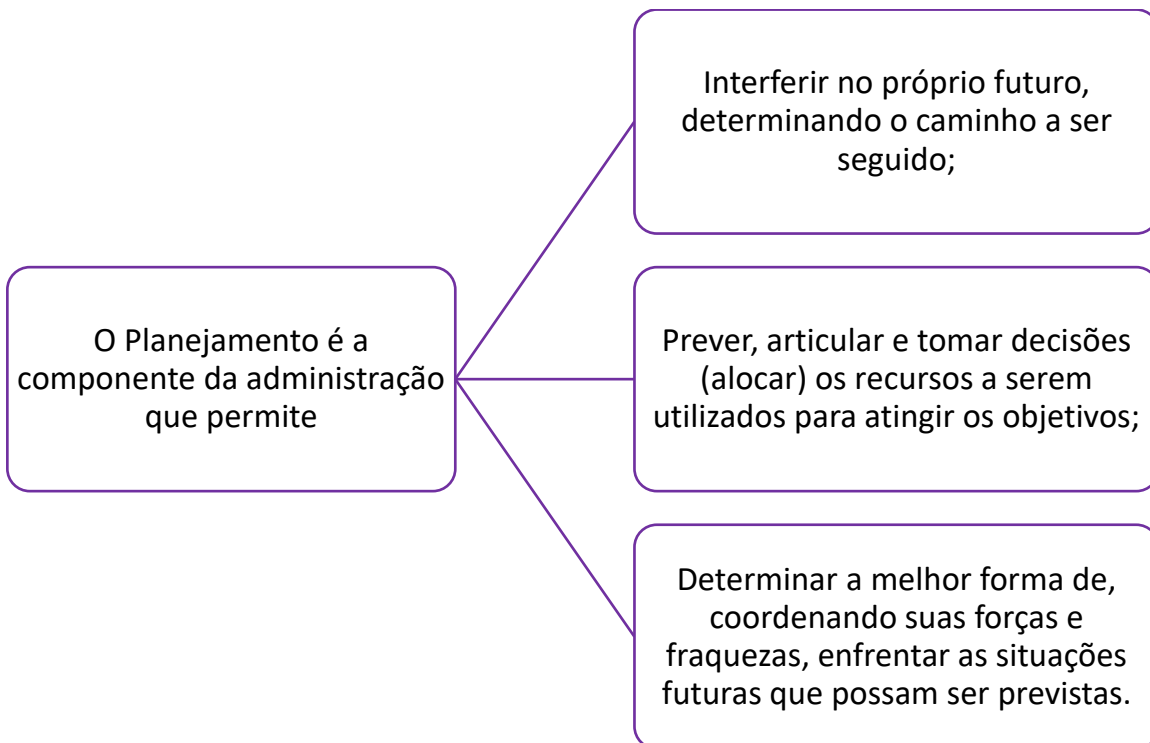 O Planejamento é a
componente da administração
que permite
Interferir no próprio futuro,
determinando o caminho a ser
seguido;
Prever, articular e tomar decisões
(alocar) os recursos a serem
utilizados para atingir os objetivos;
Determinar a melhor forma de,
coordenando suas forças e
fraquezas, enfrentar as situações
futuras que possam ser previstas.